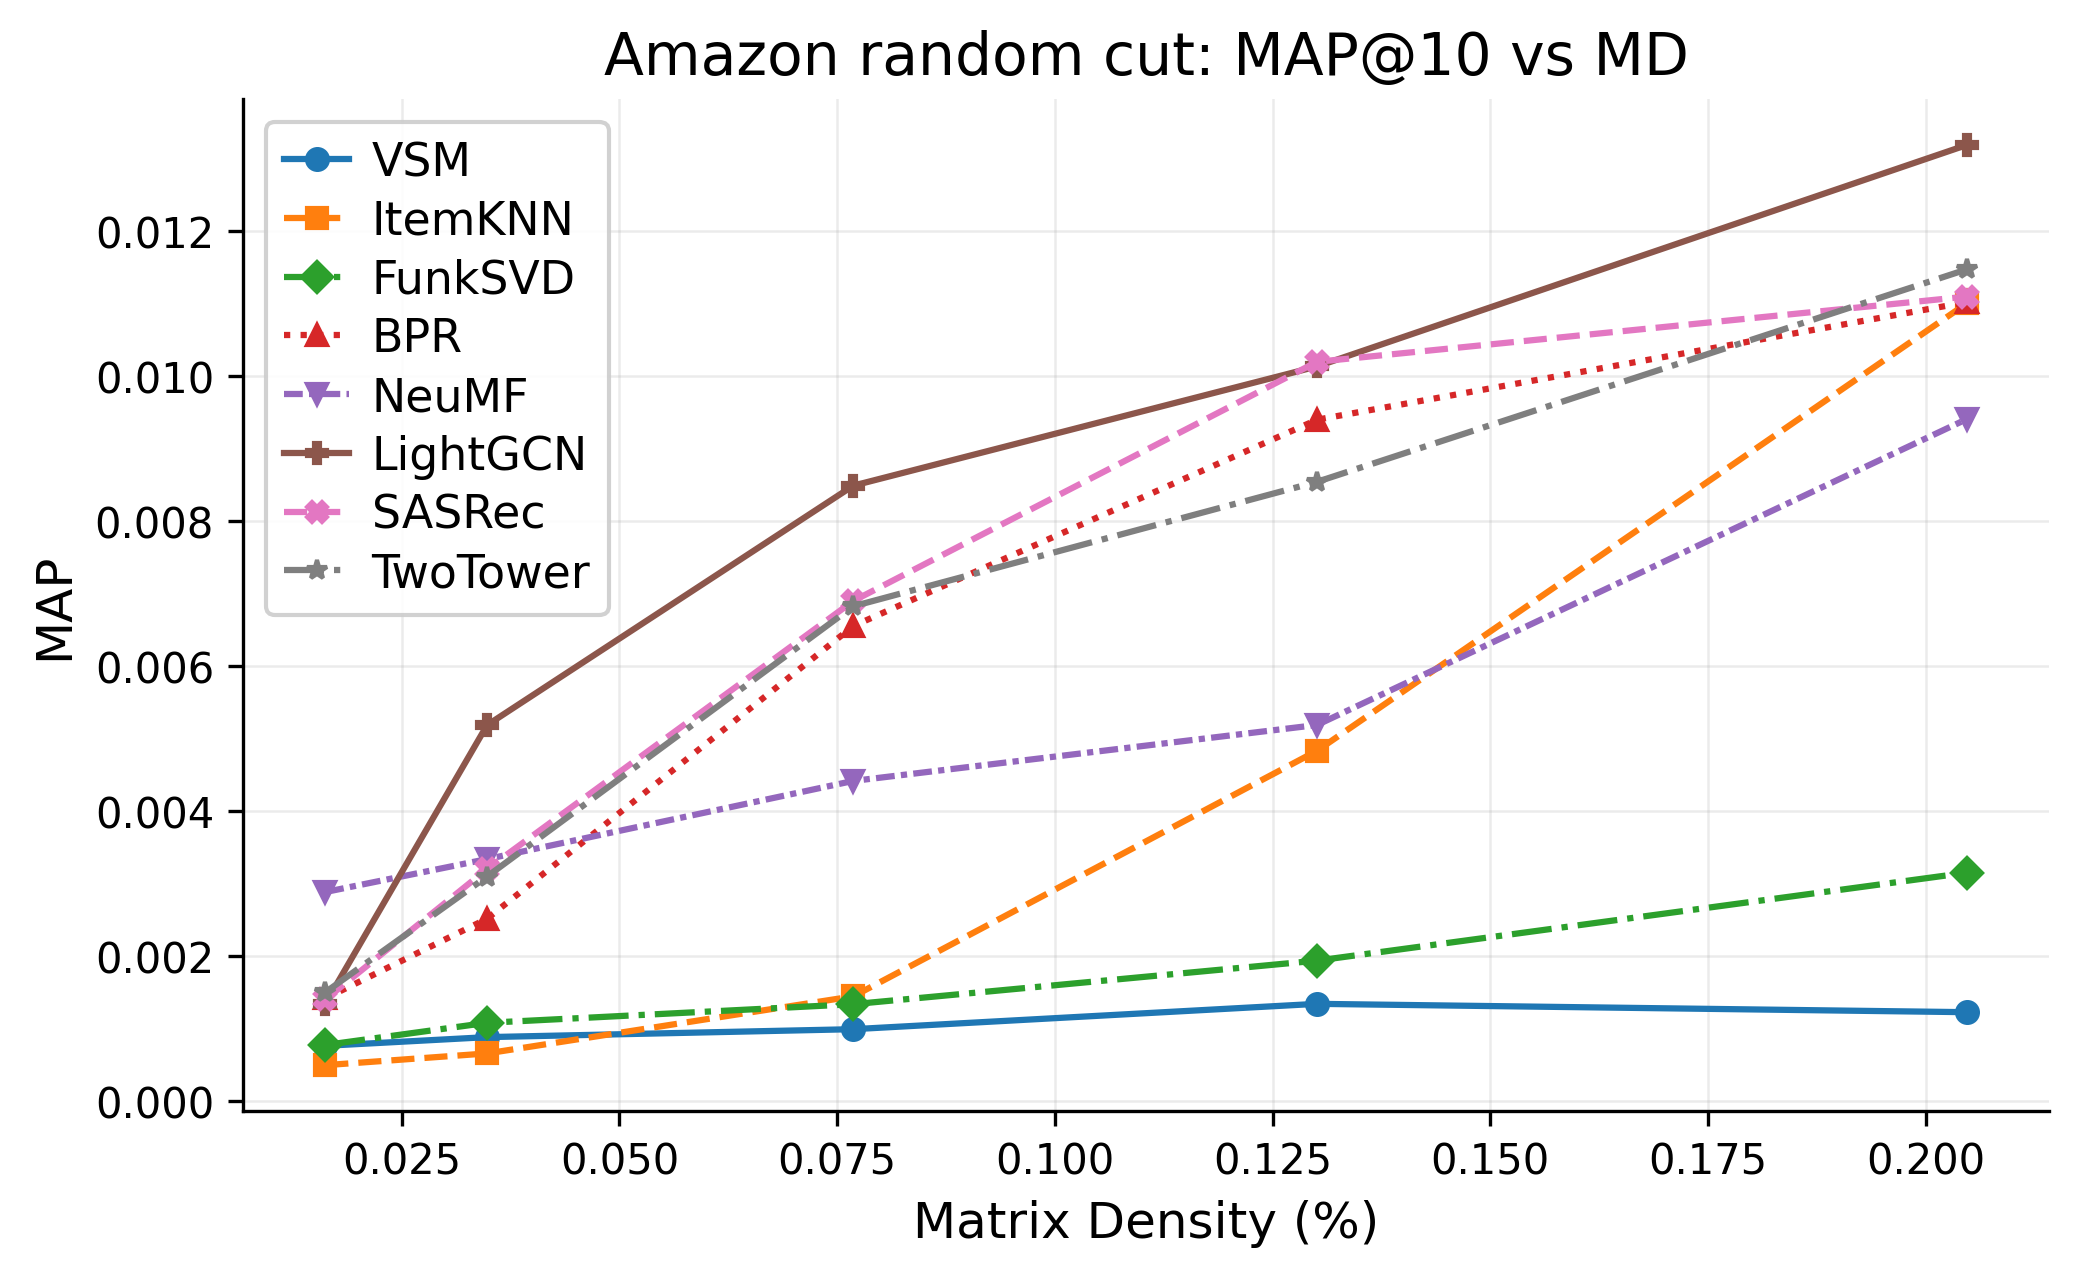 Amazon random cut: MAP@10 vs MD
VSM
ItemKNN
FunkSVD
BPR
NeuMF
LightGCN
SASRec
TwoTower
MAP
0.012
0.010
0.008
0.006
0.004
0.002
0.000
0.025 0.050 0.075 0.100 0.125 0.150 0.175 0.200
Matrix Density (%)